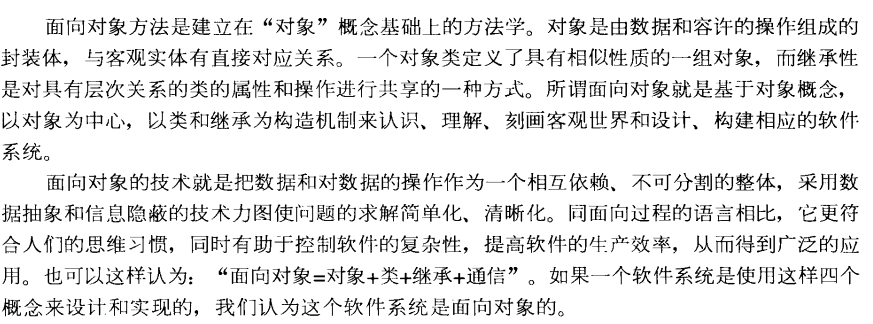 面向对象方法是建立在“对象”概念基础上的方法学。对象是由数据和容许的操作组成的
封装体，与客观实体有直接对应关系。一个对象类定义了具有相似性质的一组对象，而继承性
是对具有层次关系的类的属性和操作进行共享的一种方式。所谓面向对象就是基于对象概念，
以对象为中心，以类和继承为构造机制来认识、理解、刻画客观世界和设计、构建相应的软件
系统。
面向对象的技术就是把数据和对数据的操作作为一个相互依赖、不可分割的整体，采用数
据抽象和信息隐蔽的技术力图使问题的求解简单化、清晰化。同面向过程的语言相比，它更符
合人们的思维习惯，同时有助于控制软件的复杂性，提高软件的生产效率，从而得到广泛的应
用。也可以这样认为：“面向对象=对象+类+继承+通信”。如果一个软件系统是使用这样四个
概念来设计和实现的，我们认为这个软件系统是面向对象的。